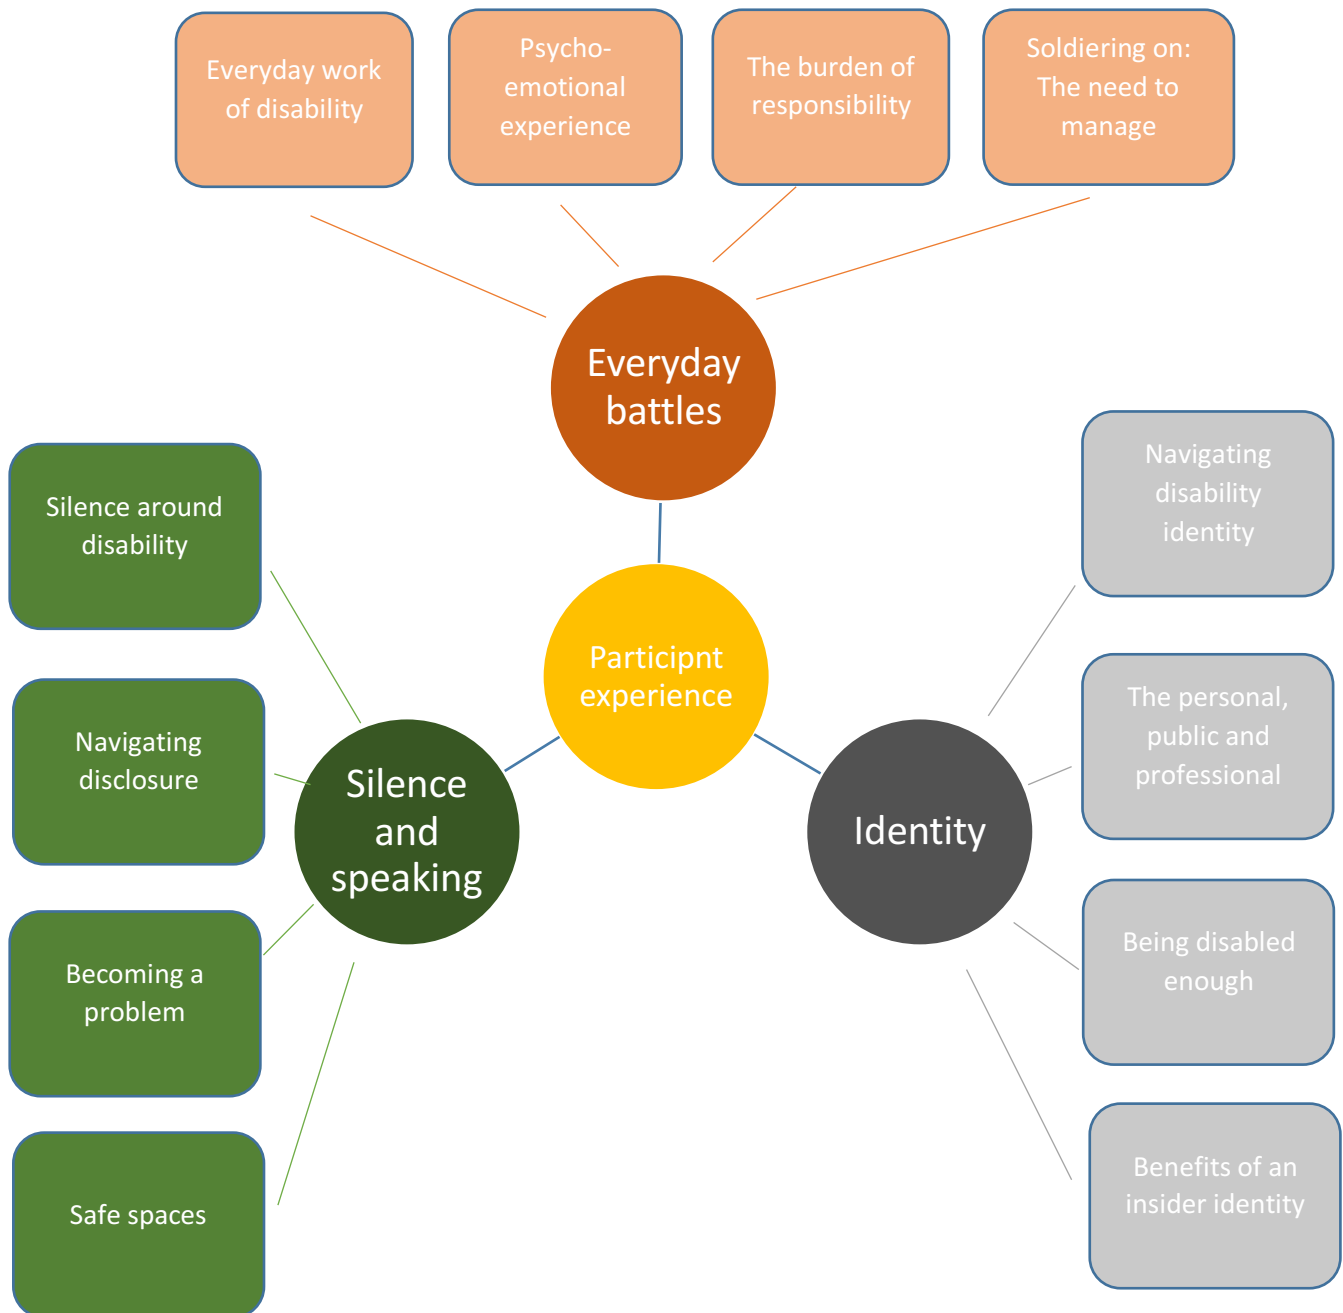 Everyday work
of disability
Psycho-
emotional
experience
The burden of
responsibility
Soldiering on:
The need to
manage
Everyday
battles
Silence around
disability
Navigating
disclosure
Becoming a
problem
Safe spaces
Silence
and
speaking
Participnt
experience
Identity
Navigating
disability
identity
The personal,
public and
professional
Being disabled
enough
Benefits of an
insider identity